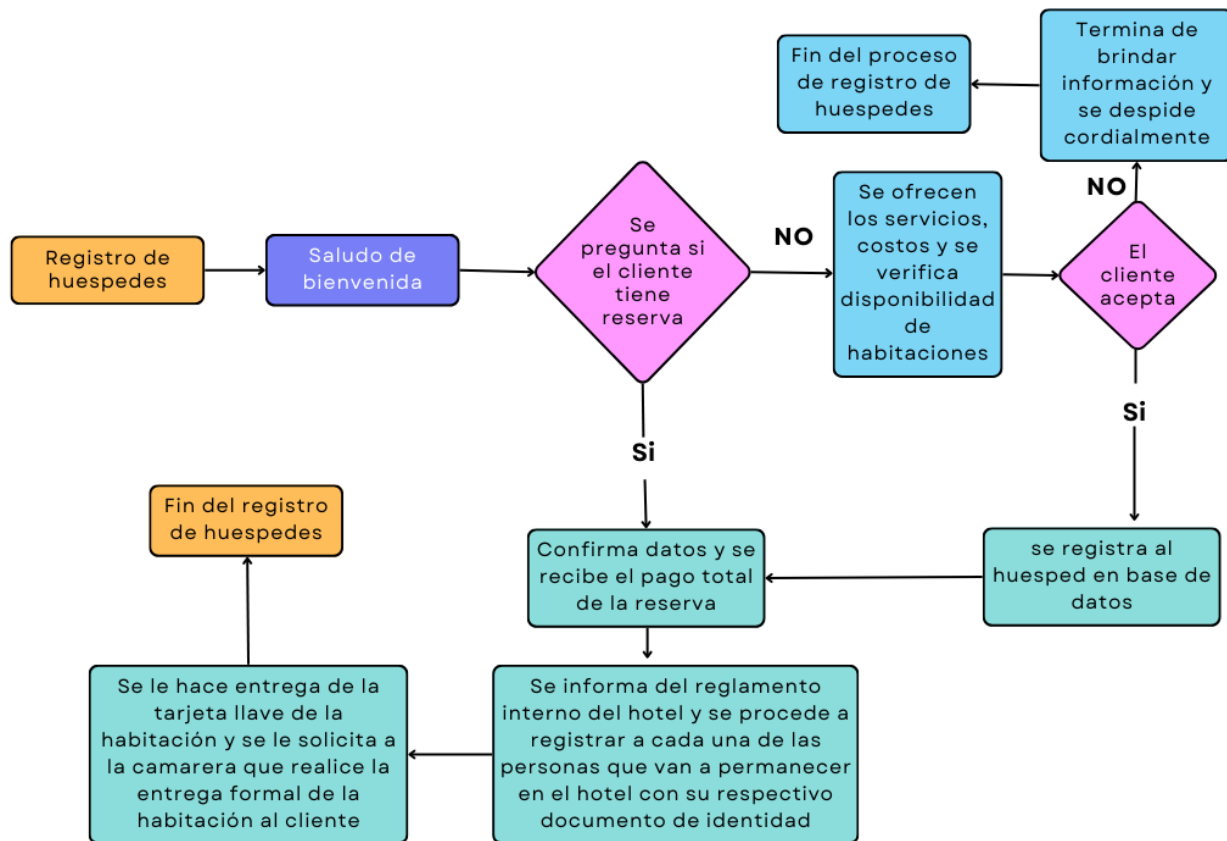 Registro de
huespedes
Saludo de
bienvenida
Se
pregunta si
el cliente
tiene
reserva
NO
Se ofrecen
los servicios,
costos y se
verifica
disponibilidad
de
habitaciones
El
cliente
acepta
NO
Termina de
brindar
información y
se despide
cordialmente
Fin del proceso
de registro de
huespedes
Si
se registra al
huesped en base de
datos
Si
Confirma datos y se
recibe el pago total
de la reserva
Se informa del reglamento
interno del hotel y se procede a
registrar a cada una de las
personas que van a permanecer
en el hotel con su respectivo
documento de identidad
Se le hace entrega de la
tarjeta llave de la
habitación y se le solicita a
la camarera que realice la
entrega formal de la
habitación al cliente
Fin del registro
de huespedes